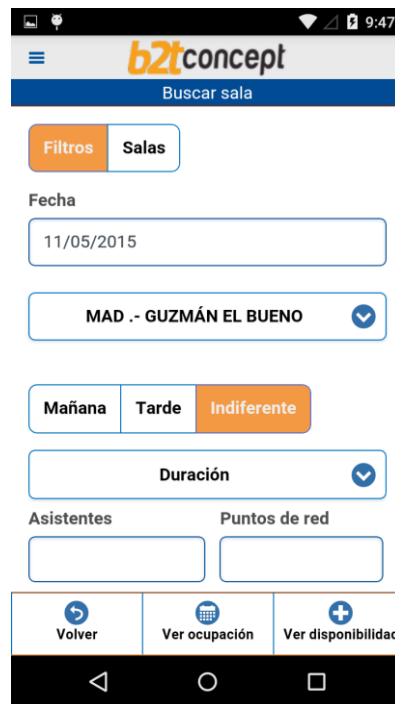 9:47
b2tconcept
Buscar sala
Filtros Salas
Fecha
11/05/2015
MAD .- GUZMÁN EL BUENO
Mañana Tarde Indiferente
Duración
Asistentes Puntos de red
Volver Ver ocupación Ver disponibilidad